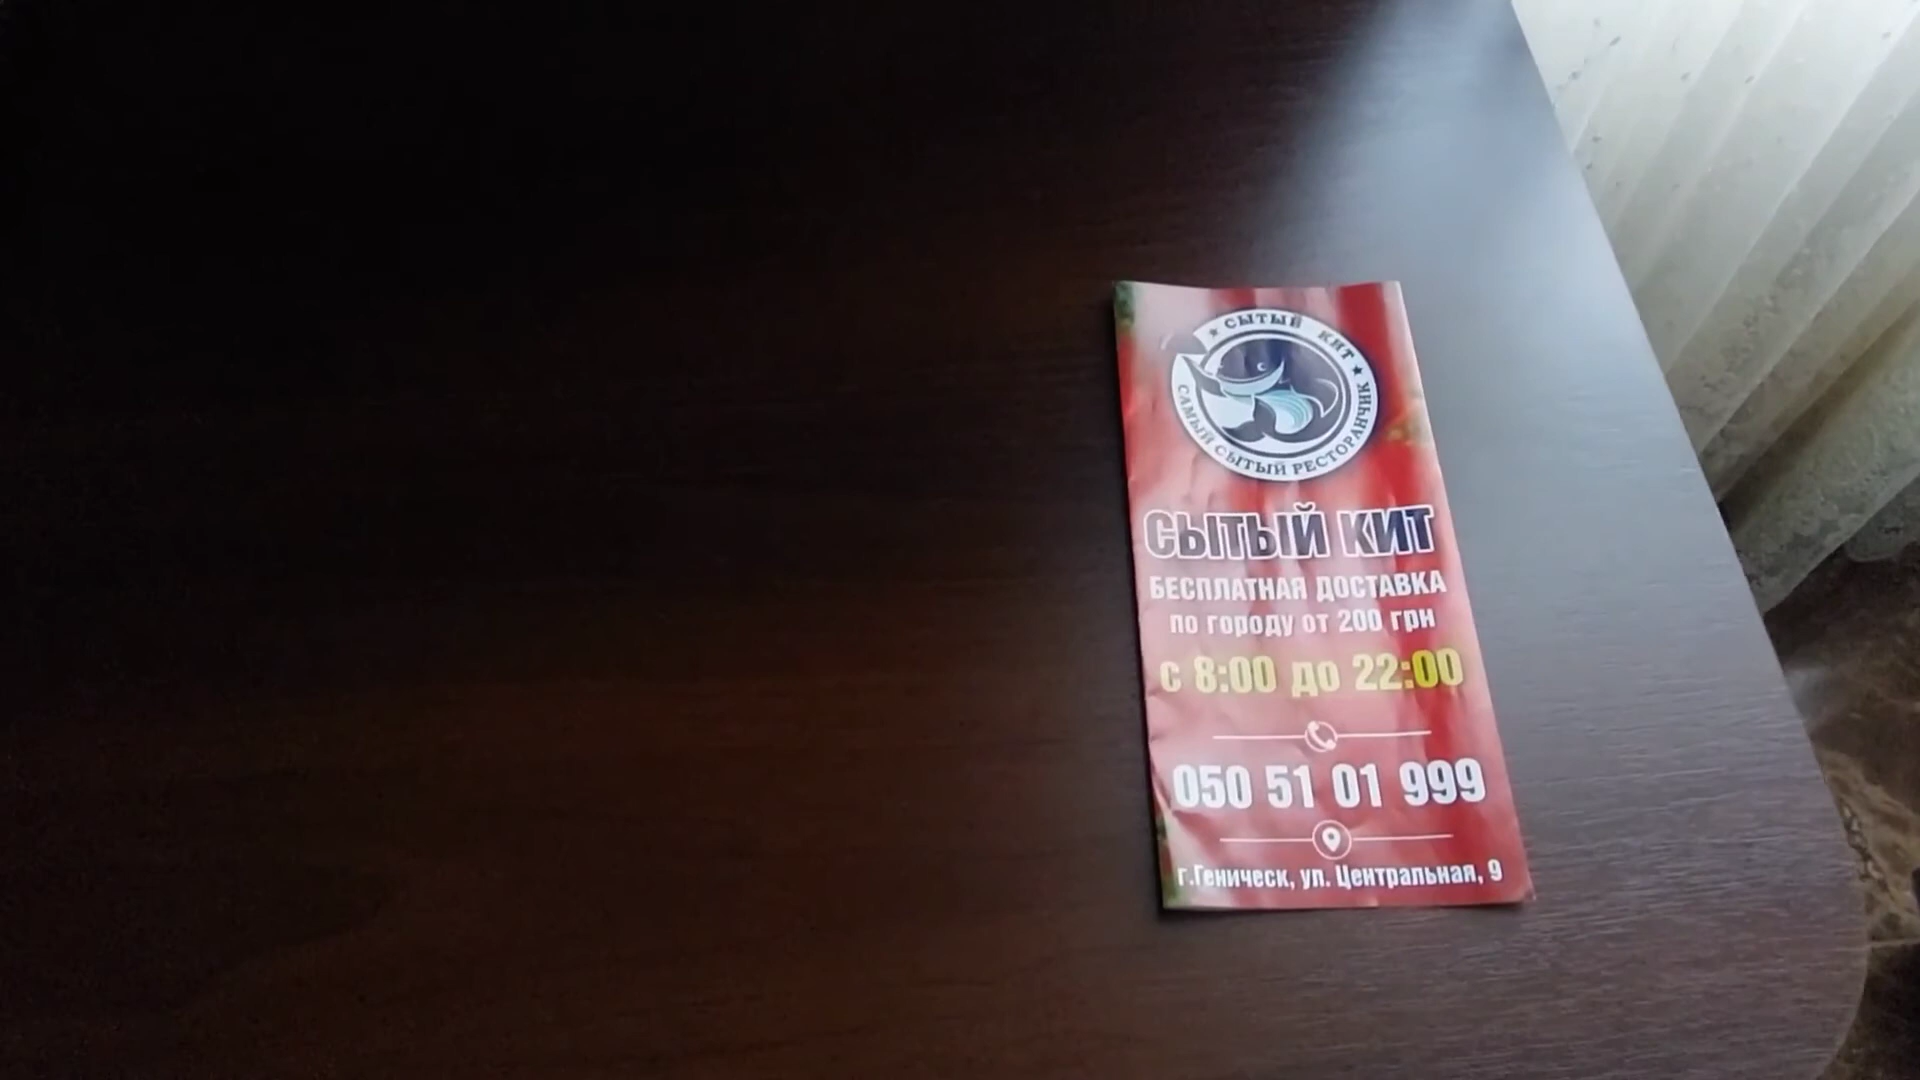 СЫТЫЙ КИТ
САМЫЙ СЫТЫЙ РЕСТОРАНЧИК
СЫТЫЙ КИТ
БЕСПЛАТНАЯ ДОСТАВКА
по городу от 200 грн
с 8:00 до 22:00
050 51 01 999
г.Геническ, ул. Центральная, 9